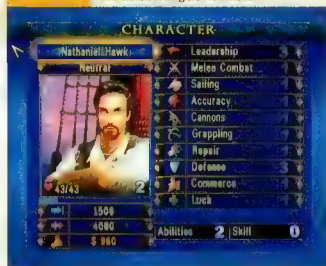 CHARACTER
Nathaniel Hawk
Neutral
Leadership
Melee Combat
Sailing
Accuracy
Cannons
Grappling
Repair
Defense
Commerce
Luck
43/43 2
1500
4000
$ 960
Abilities 2 Skill 0